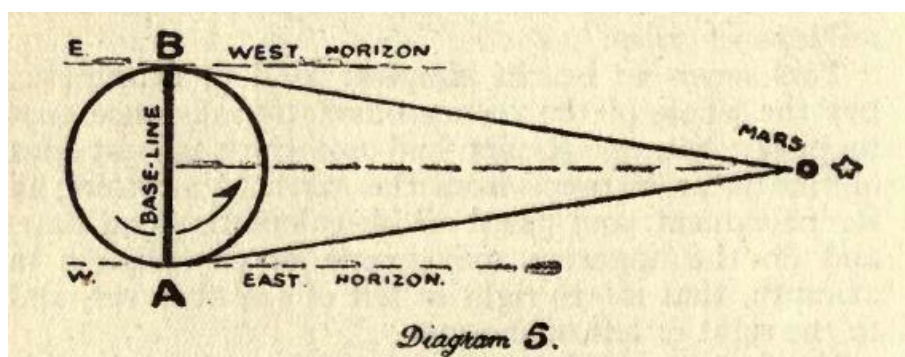 E. B WEST HORIZON
BASE-LINE
MARS
W. A EAST. HORIZON.
Diagram 5.